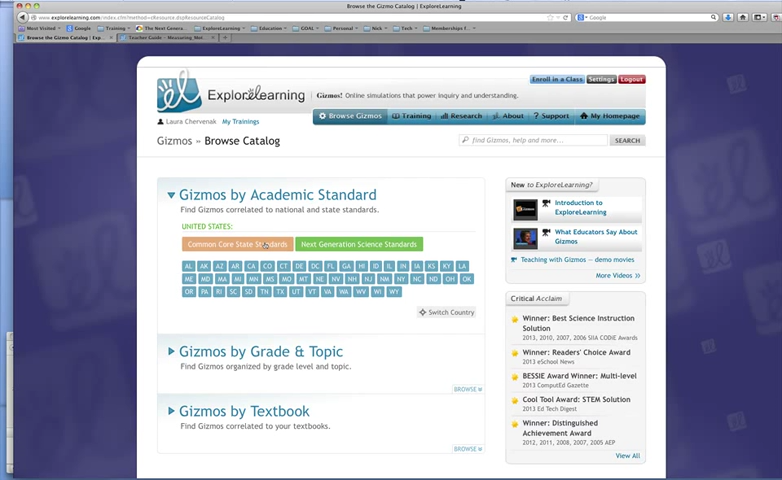 Browse the Gizmo Catalog | ExploreLearning
www.explorelearning.com/index.cfm?method=cResource.dspResourceCatalog
Google
Most Visited Google Training The Next Genera... ExploreLearning Education GOAL Personal Nick Tech Memberships I ...
Browse the Gizmo Catalog | Exp... Teacher Guide – Measuring_Mot...
Enroll in a Class Settings Logout
el ExploreLearning Gizmos! Online simulations that power inquiry and understanding.
Laura Chervenak My Trainings
Browse Gizmos Training Research About Support My Homepage
Gizmos » Browse Catalog
find Gizmos, help and more... SEARCH
Gizmos by Academic Standard
Find Gizmos correlated to national and state standards.
UNITED STATES:
Common Core State Standards Next Generation Science Standards
AL AK AZ AR CA CO CT DE DC FL GA HI ID IL IN IA KS KY LA
ME MD MA MI MN MS MO MT NE NV NH NJ NM NY NC ND OH OK
OR PA RI SC SD TN TX UT VT VA WA WV WI WY
Switch Country
Gizmos by Grade & Topic
Find Gizmos organized by grade level and topic.
BROWSE
Gizmos by Textbook
Find Gizmos correlated to your textbooks.
BROWSE
New to ExploreLearning?
Introduction to
ExploreLearning
What Educators Say About
Gizmos
Teaching with Gizmos — demo movies
More Videos »
Critical Acclaim
Winner: Best Science Instruction
Solution
2013, 2010, 2007, 2006 SIIA CODIE Awards
Winner: Readers' Choice Award
2013 eSchool News
BESSIE Award Winner: Multi-level
2013 ComputEd Gazette
Cool Tool Award: STEM Solution
2013 Ed Tech Digest
Winner: Distinguished
Achievement Award
2012, 2011, 2008, 2007, 2005 AEP
View All